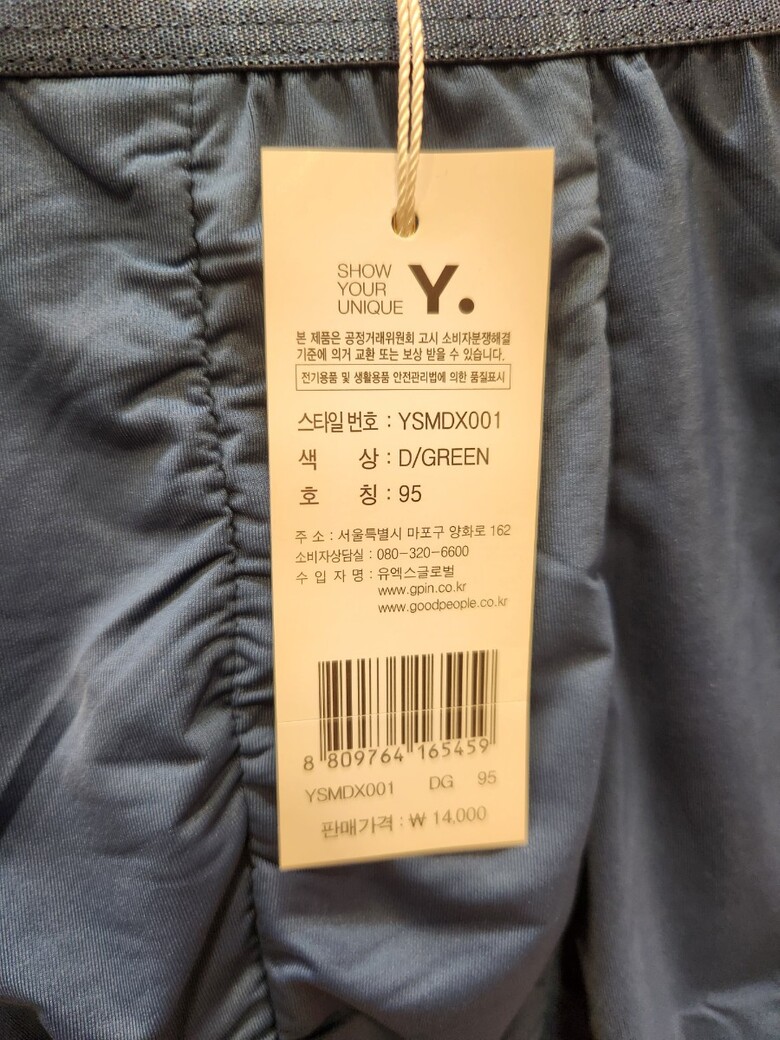 SHOW
YOUR
UNIQUE
Y.
본 제품은 공정거래위원회 고시 소비자분쟁해결
기준에 의거 교환 또는 보상 받을 수 있습니다.
전기용품 및 생활용품 안전관리법에 의한 품질표시
스타일 번호 : YSMDX001
색 상 : D/GREEN
호 칭 : 95
주 소 : 서울특별시 마포구 양화로 162
소비자상담실 : 080-320-6600
수 입 자 명 : 유엑스글로벌
www.gpin.co.kr
www.goodpeople.co.kr
8 809764 165459
YSMDX001 DG 95
판매가격 : ₩ 14,000